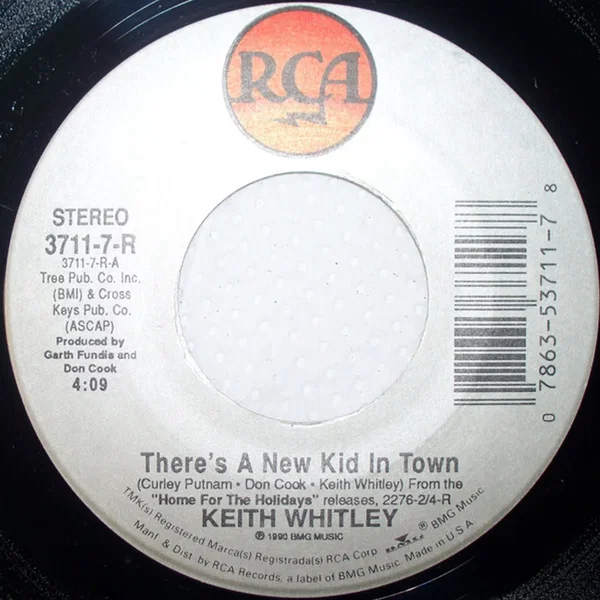 RCA
STEREO
3711-7-R
3711-7-R-A
Tree Pub. Co. Inc.
(BMI) & Cross
Keys Pub. Co.
(ASCAP)
Produced by
Garth Fundis and
Don Cook
4:09
0 7863-53711-7 8
There's A New Kid In Town
(Curley Putnam • Don Cook • Keith Whitley) From the
"Home For The Holidays" releases, 2276-2/4-R
KEITH WHITLEY
℗ 1990 BMG MUSIC
TMK(s) Registered Marca(s) Registrada(s) RCA Corp BMG ® BMG Music
Manf & Dist by RCA Records, a label of BMG Music. Made in U.S.A